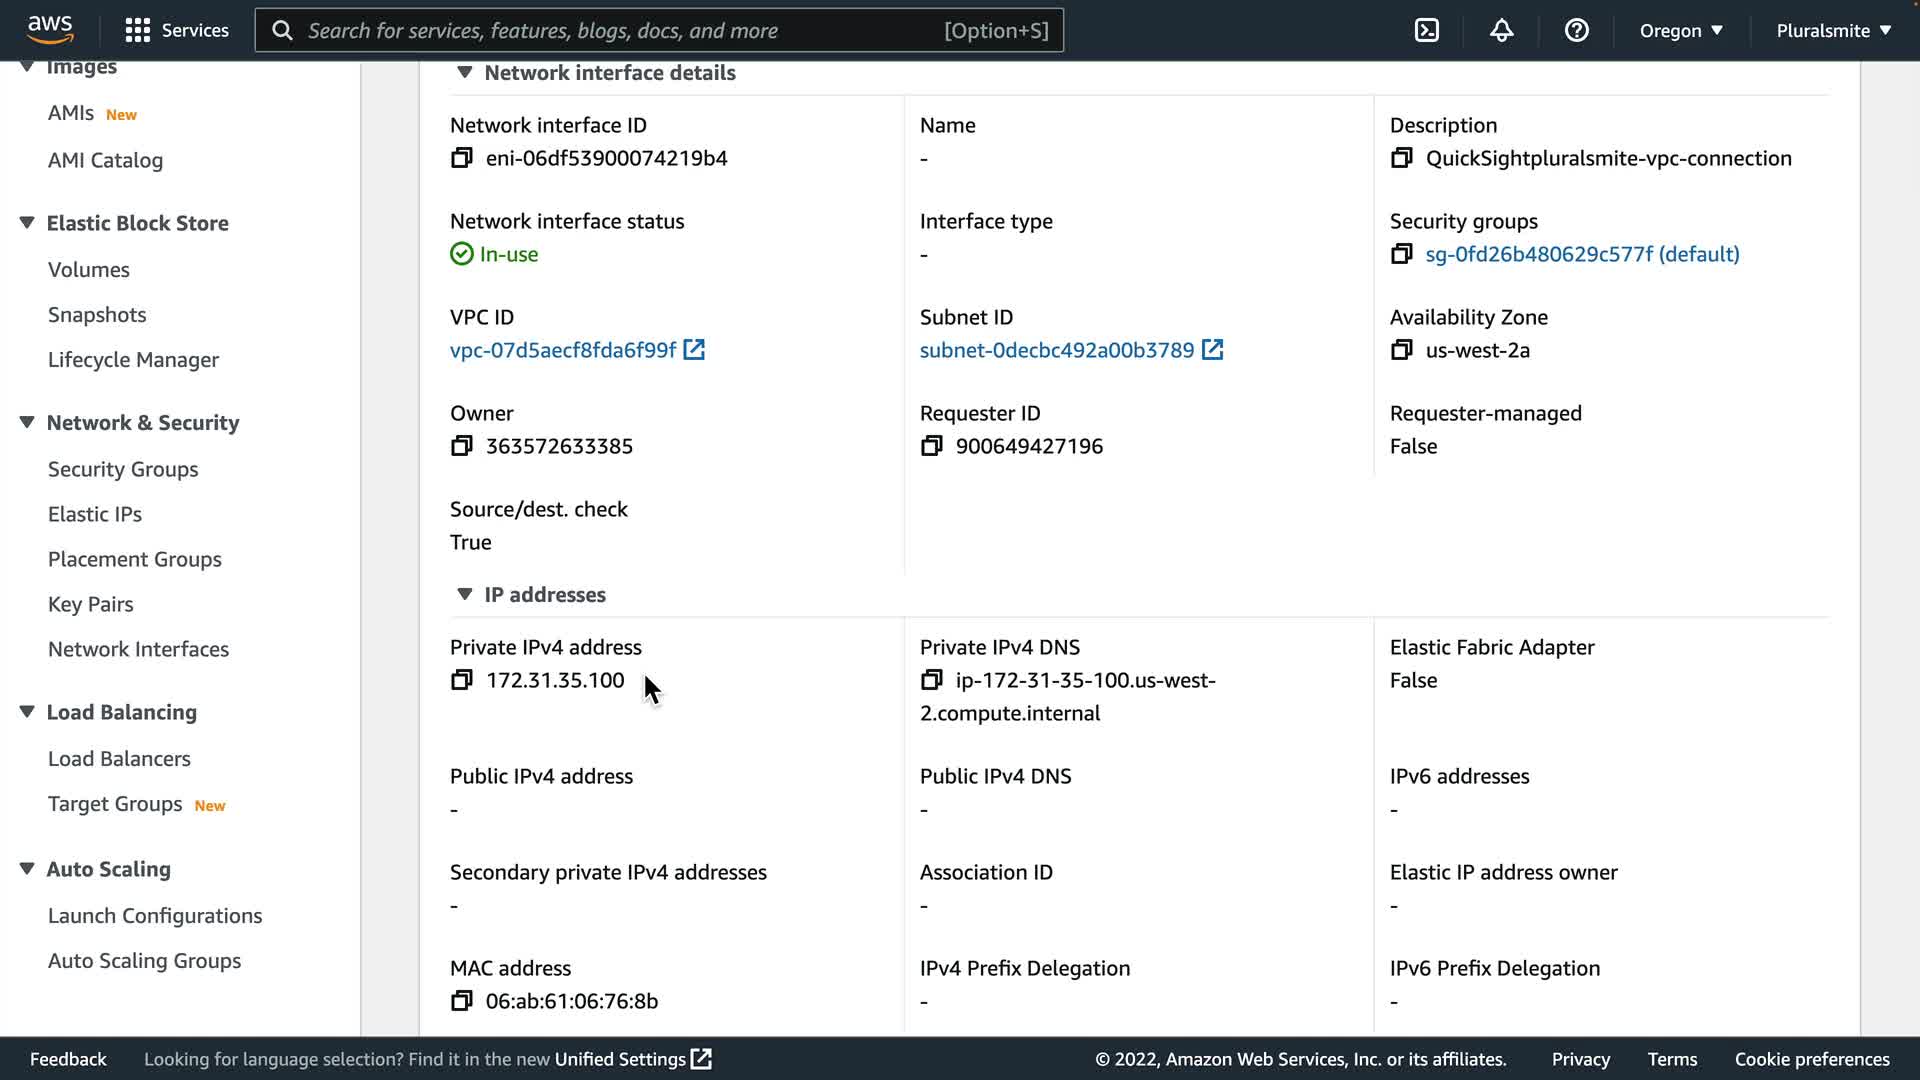 aws
Services
Search for services, features, blogs, docs, and more
[Option+S]
Oregon
Pluralsmite
Images
AMIs New
AMI Catalog
Elastic Block Store
Volumes
Snapshots
Lifecycle Manager
Network & Security
Security Groups
Elastic IPs
Placement Groups
Key Pairs
Network Interfaces
Load Balancing
Load Balancers
Target Groups New
Auto Scaling
Launch Configurations
Auto Scaling Groups
Network interface details
Network interface ID
eni-06df53900074219b4
Name
-
Description
QuickSightpluralsmite-vpc-connection
Network interface status
In-use
Interface type
-
Security groups
sg-0fd26b480629c577f (default)
VPC ID
vpc-07d5aecf8fda6f99f
Subnet ID
subnet-0decbc492a00b3789
Availability Zone
us-west-2a
Owner
363572633385
Requester ID
900649427196
Requester-managed
False
Source/dest. check
True
IP addresses
Private IPv4 address
172.31.35.100
Private IPv4 DNS
ip-172-31-35-100.us-west-
2.compute.internal
Elastic Fabric Adapter
False
Public IPv4 address
-
Public IPv4 DNS
-
IPv6 addresses
-
Secondary private IPv4 addresses
-
Association ID
-
Elastic IP address owner
-
MAC address
06:ab:61:06:76:8b
IPv4 Prefix Delegation
-
IPv6 Prefix Delegation
-
Feedback
Looking for language selection? Find it in the new Unified Settings
© 2022, Amazon Web Services, Inc. or its affiliates.
Privacy
Terms
Cookie preferences